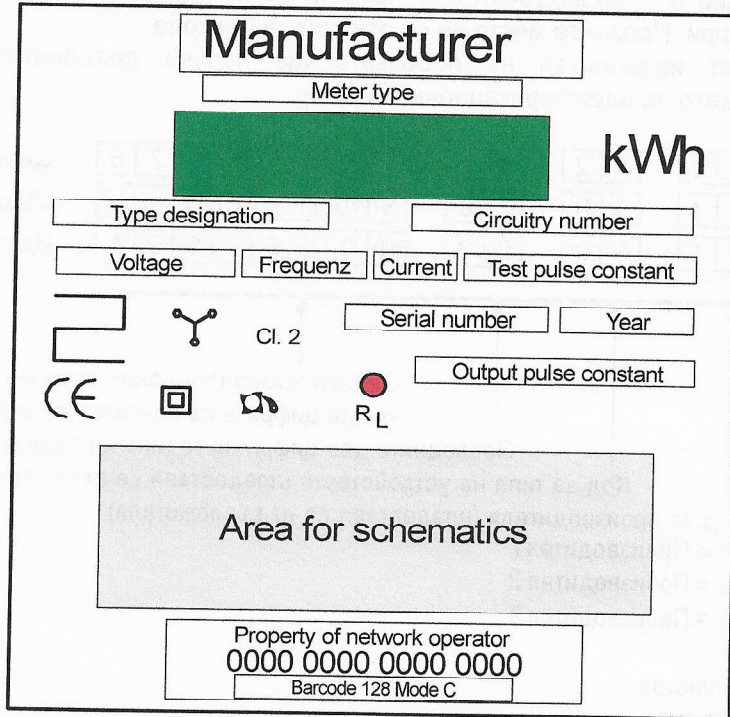 Manufacturer
Meter type
kWh
Type designation
Circuitry number
Voltage
Frequenz
Current
Test pulse constant
Cl. 2
Serial number
Year
Output pulse constant
CE
RL
Area for schematics
Property of network operator
0000 0000 0000 0000
Barcode 128 Mode C